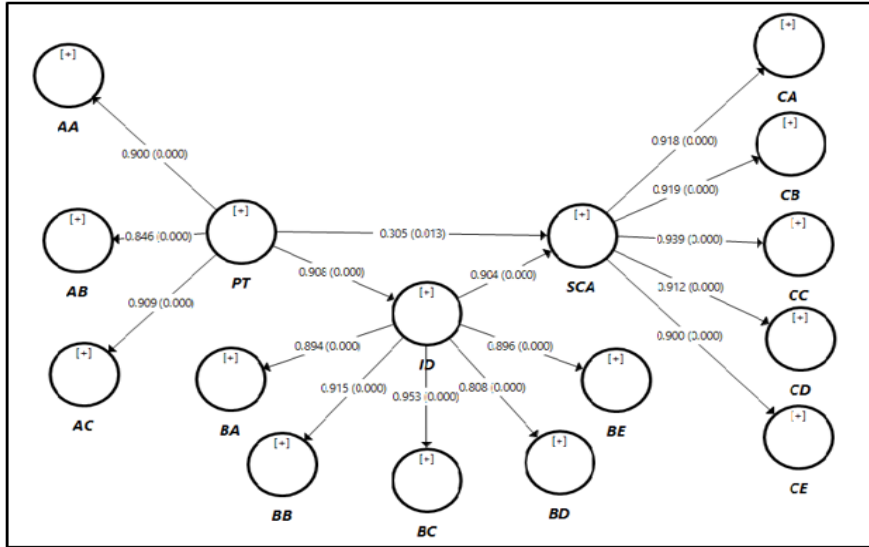 [+]
AA
[+]
AB
[+]
AC
[+]
PT
[+]
ID
[+]
SCA
[+]
BA
[+]
BB
[+]
BC
[+]
BD
[+]
BE
[+]
CA
[+]
CB
[+]
CC
[+]
CD
[+]
CE
0.900 (0.000)
0.846 (0.000)
0.909 (0.000)
0.305 (0.013)
0.908 (0.000)
0.904 (0.000)
0.894 (0.000)
0.915 (0.000)
0.953 (0.000)
0.808 (0.000)
0.896 (0.000)
0.918 (0.000)
0.919 (0.000)
0.939 (0.000)
0.912 (0.000)
0.900 (0.000)